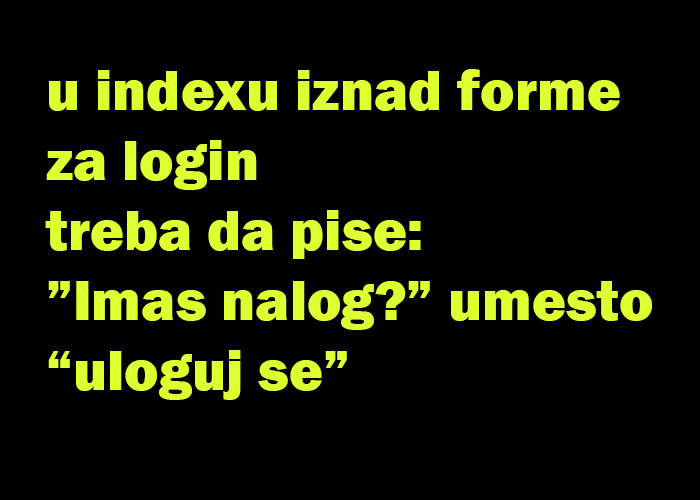 u indexu iznad forme
za login
treba da pise:
”Imas nalog?” umesto
“uloguj se”